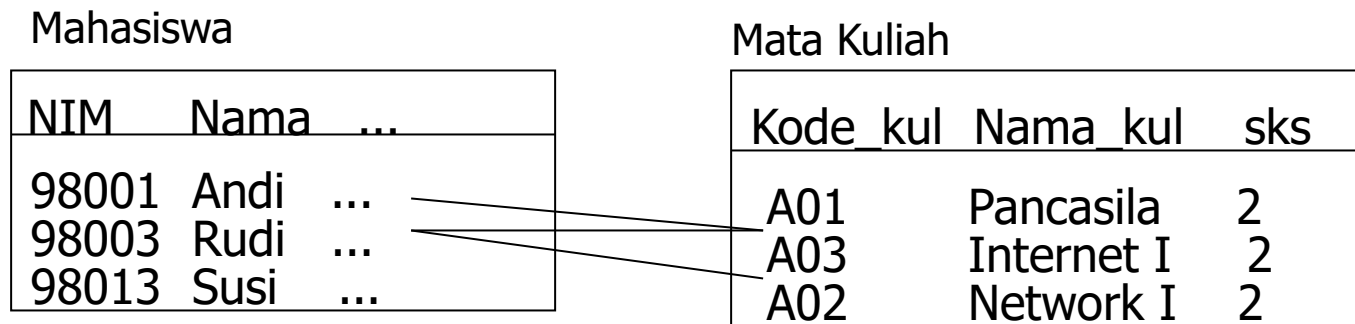 Mahasiswa
NIM Nama ...
98001 Andi ...
98003 Rudi ...
98013 Susi ...
Mata Kuliah
Kode_kul Nama_kul sks
A01 Pancasila 2
A03 Internet I 2
A02 Network I 2